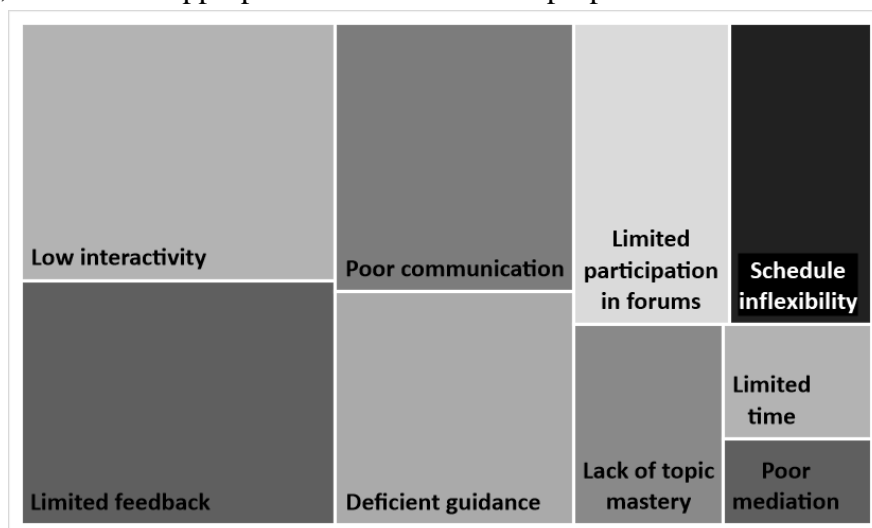 Low interactivity
Poor communication
Limited
participation
in forums
Schedule
inflexibility
Limited feedback
Deficient guidance
Lack of topic
mastery
Limited
time
Poor
mediation